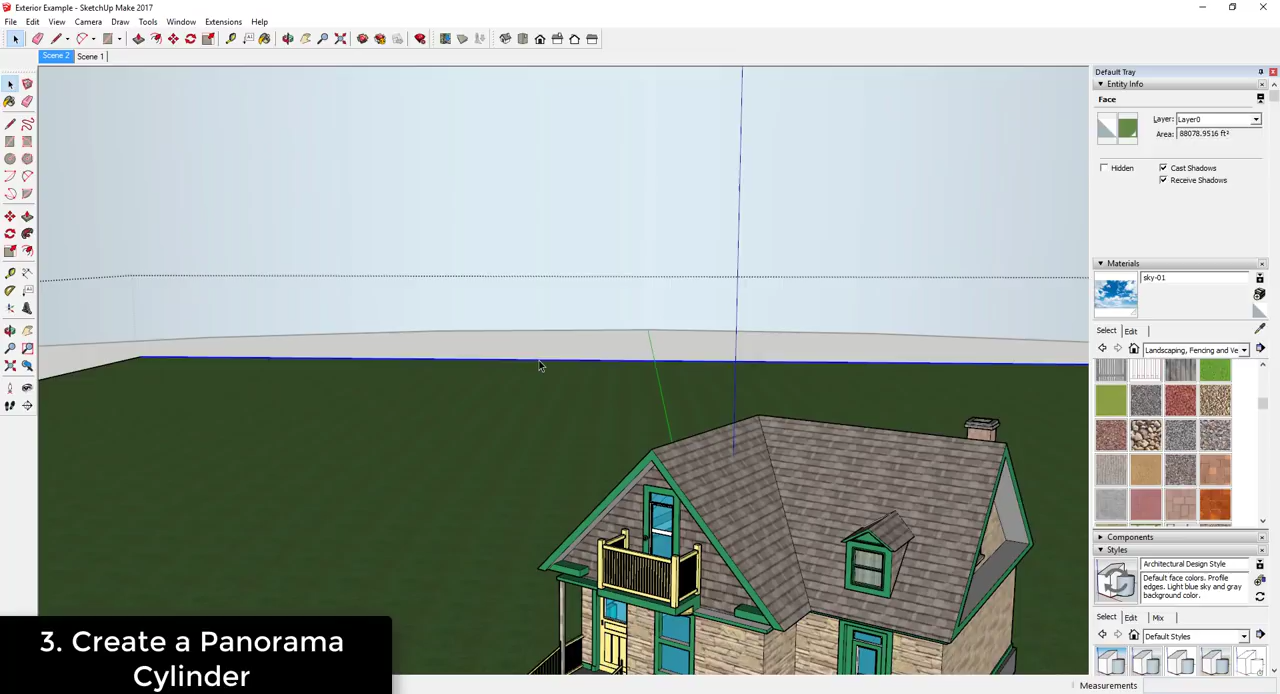 Exterior Example - SketchUp Make 2017
File Edit View Camera Draw Tools Window Extensions Help
Scene 2 Scene 1
Default Tray
Entity Info
Face
Layer: Layer0
Area: 88078.9516 ft²
Hidden Cast Shadows
Receive Shadows
Materials
sky-01
Select Edit
Landscaping, Fencing and Ve
Components
Styles
Architectural Design Style
Default face colors. Profile
edges. Light blue sky and gray
background color.
Select Edit Mix
Default Styles
Measurements
3. Create a Panorama
Cylinder